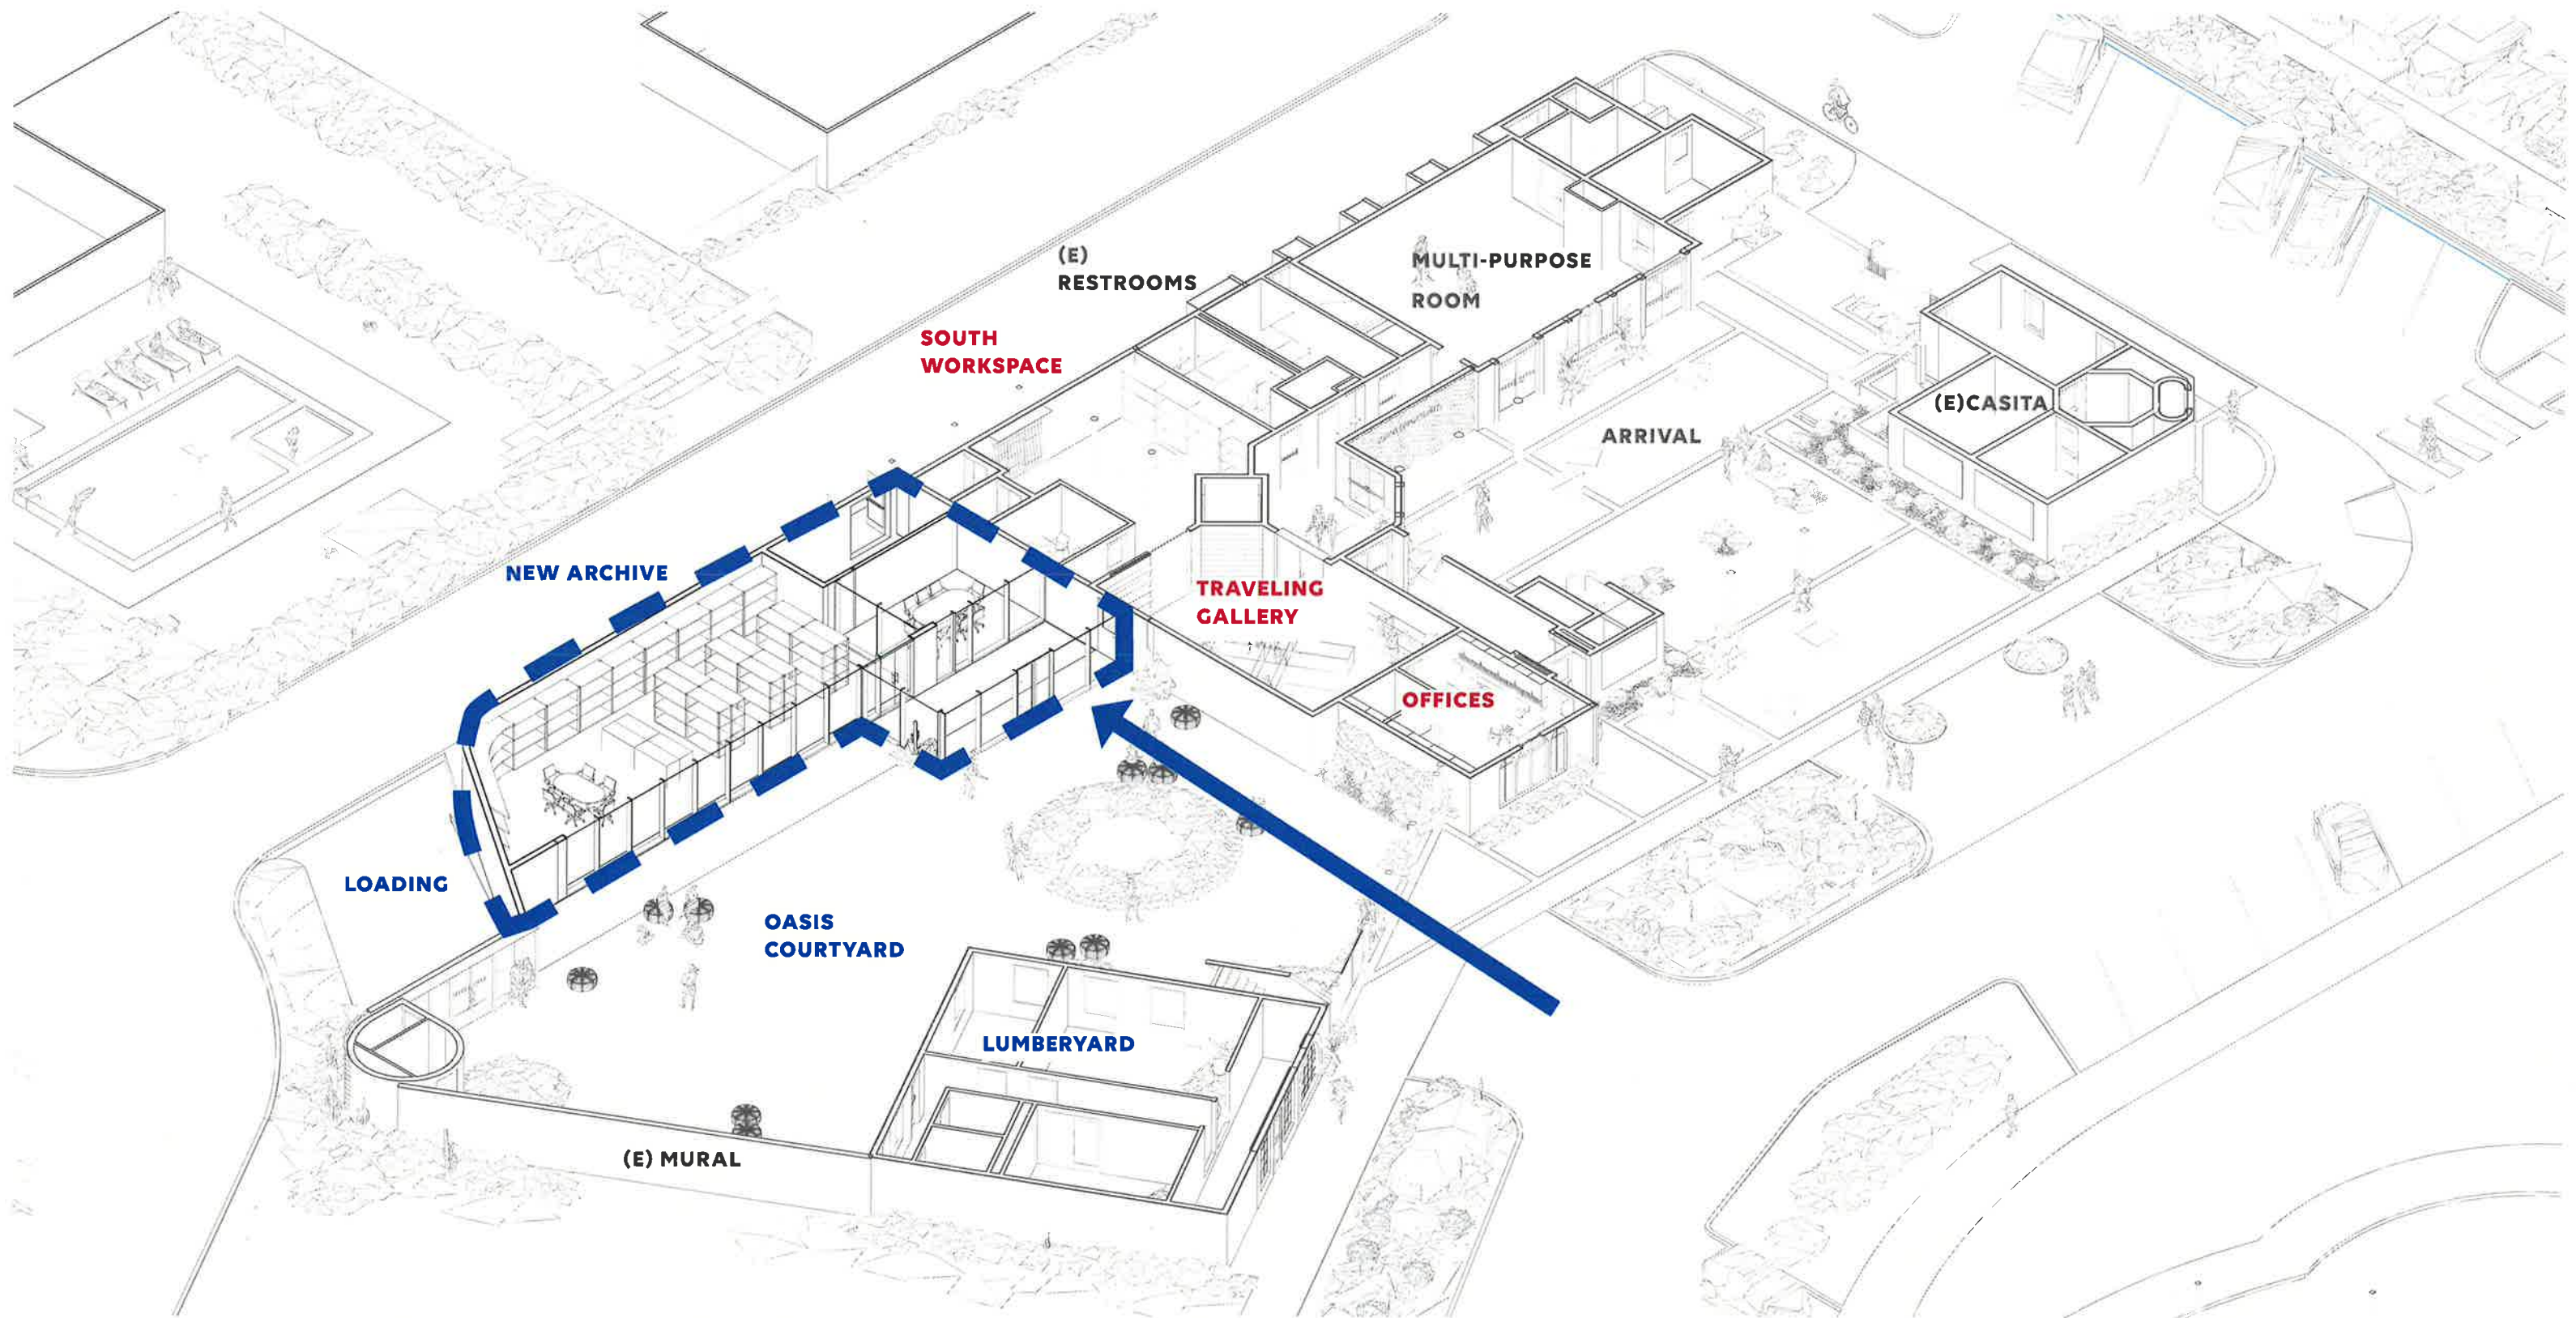 (E)
RESTROOMS
MULTI-PURPOSE
ROOM
SOUTH
WORKSPACE
(E)CASITA
ARRIVAL
NEW ARCHIVE
TRAVELING
GALLERY
OFFICES
LOADING
OASIS
COURTYARD
LUMBERYARD
(E) MURAL